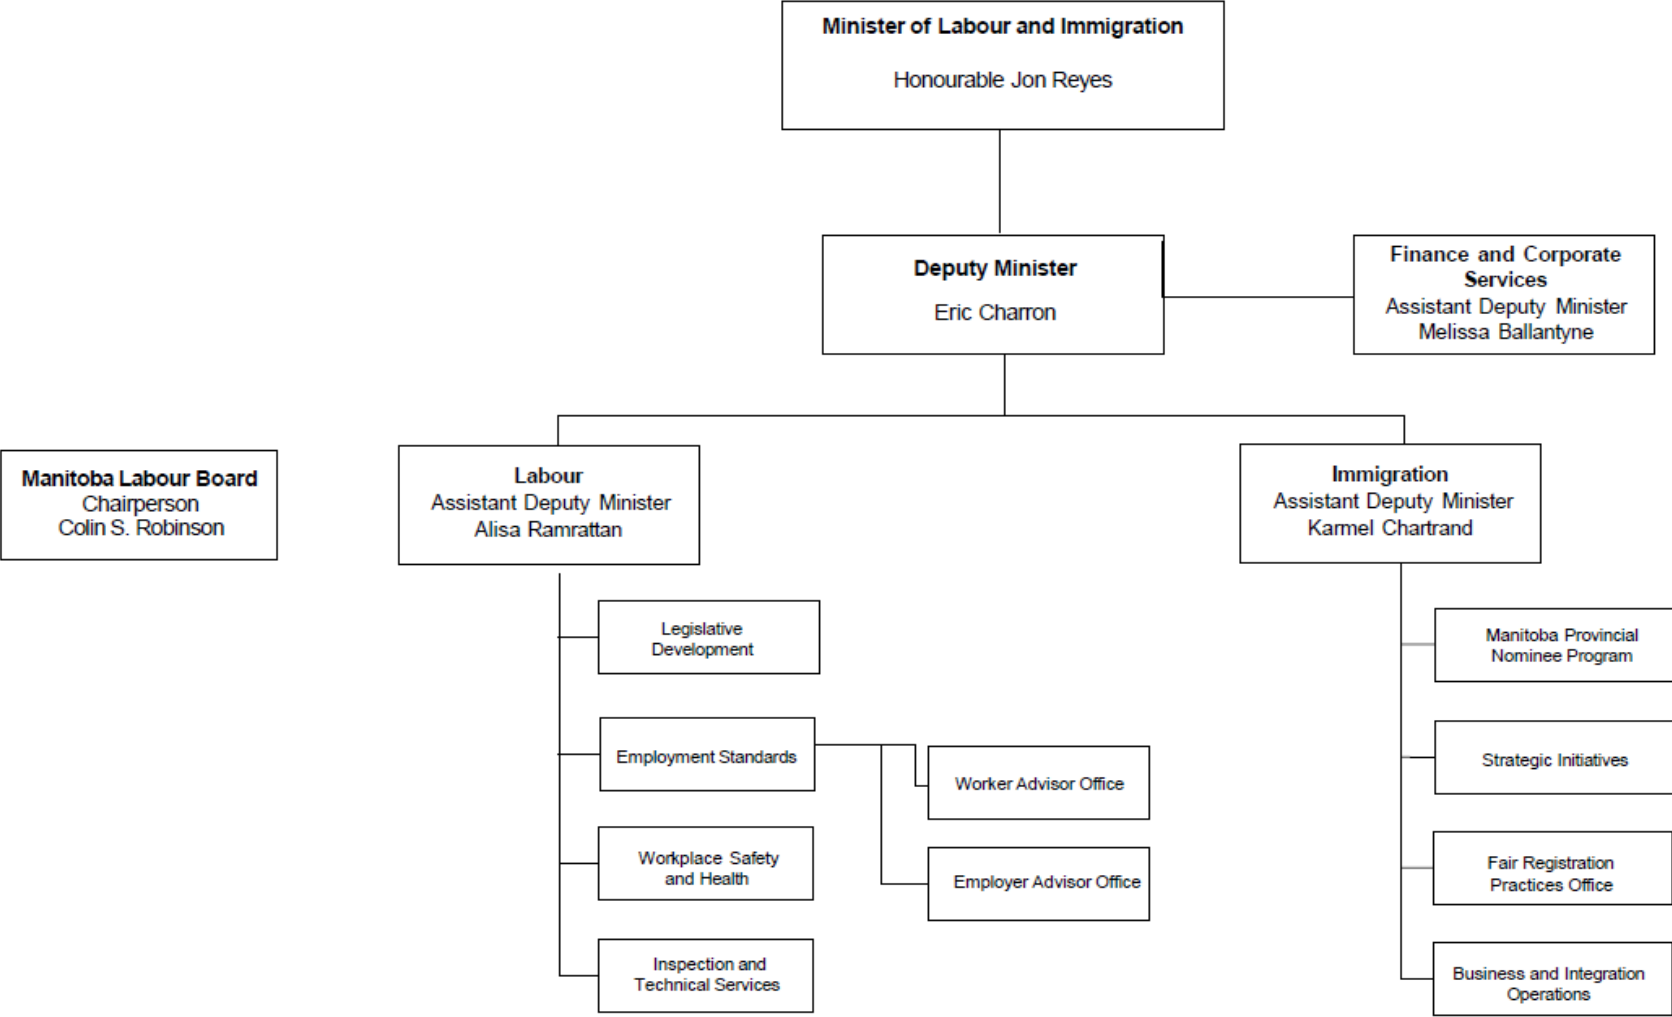 Minister of Labour and Immigration
Honourable Jon Reyes
Deputy Minister
Eric Charron
Finance and Corporate
Services
Assistant Deputy Minister
Melissa Ballantyne
Manitoba Labour Board
Chairperson
Colin S. Robinson
Labour
Assistant Deputy Minister
Alisa Ramrattan
Immigration
Assistant Deputy Minister
Karmel Chartrand
Legislative
Development
Employment Standards
Worker Advisor Office
Employer Advisor Office
Workplace Safety
and Health
Inspection and
Technical Services
Manitoba Provincial
Nominee Program
Strategic Initiatives
Fair Registration
Practices Office
Business and Integration
Operations